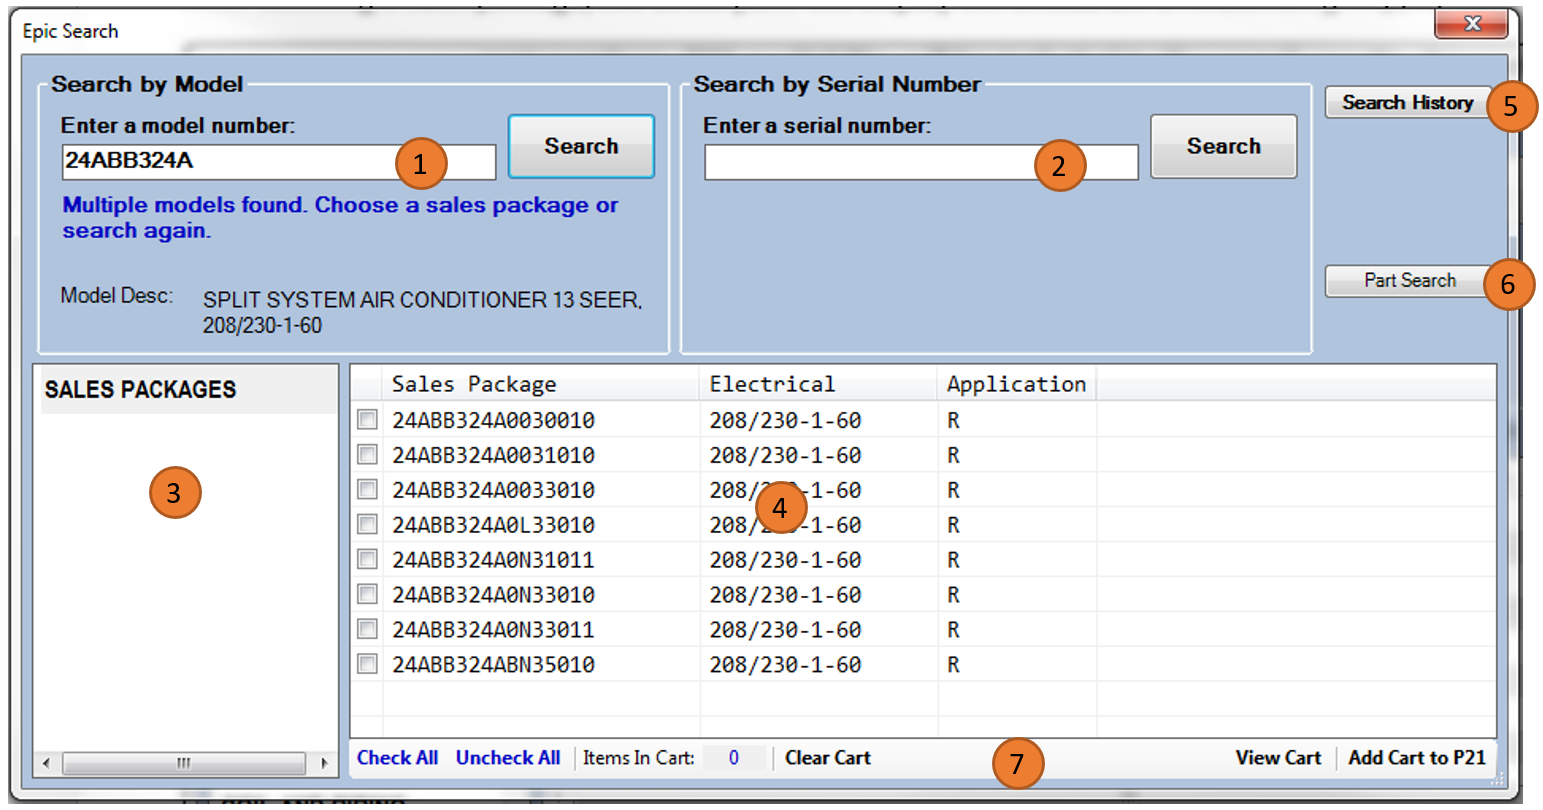 Epic Search
Search by Model
Enter a model number:
24ABB324A
1
Search
Multiple models found. Choose a sales package or
search again.
Model Desc:
SPLIT SYSTEM AIR CONDITIONER 13 SEER,
208/230-1-60
Search by Serial Number
Enter a serial number:
2
Search
Search History
5
Part Search
6
SALES PACKAGES
3
Sales Package Electrical Application
24ABB324A0030010 208/230-1-60 R
24ABB324A0031010 208/230-1-60 R
24ABB324A0033010 208/230-1-60 R
4
24ABB324A0L33010 208/230-1-60 R
24ABB324A0N31011 208/230-1-60 R
24ABB324A0N33010 208/230-1-60 R
24ABB324A0N33011 208/230-1-60 R
24ABB324ABN35010 208/230-1-60 R
Check All Uncheck All Items In Cart: 0 Clear Cart 7 View Cart Add Cart to P21